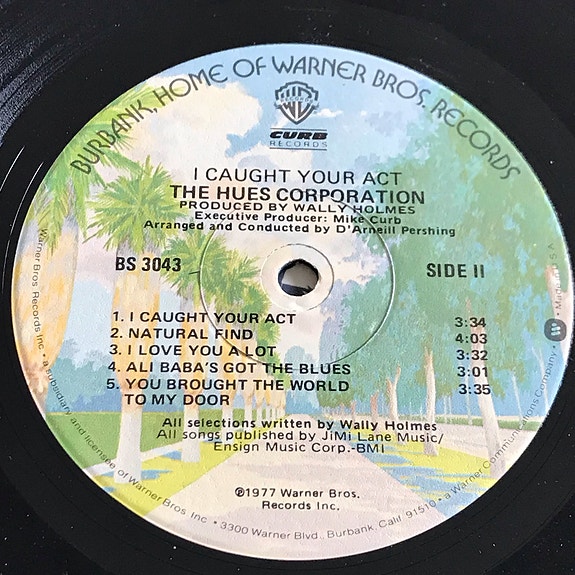 BURBANK, HOME OF WARNER BROS. RECORDS
CURB
RECORDS
I CAUGHT YOUR ACT
THE HUES CORPORATION
PRODUCED BY WALLY HOLMES
Executive Producer: Mike Curb
Arranged and Conducted by D'Arneill Pershing
BS 3043
SIDE II
1. I CAUGHT YOUR ACT 3:34
2. NATURAL FIND 4:03
3. I LOVE YOU A LOT 3:32
4. ALI BABA'S GOT THE BLUES 3:01
5. YOU BROUGHT THE WORLD 3:35
TO MY DOOR
All selections written by Wally Holmes
All songs published by JiMi Lane Music/
Ensign Music Corp.-BMI
℗1977 Warner Bros.
Records Inc.
Warner Bros. Records Inc. • a subsidiary and licensee of Warner Bros. Inc. • 3300 Warner Blvd., Burbank, Calif. 91510 • a Warner Communications Company • Made in U.S.A.